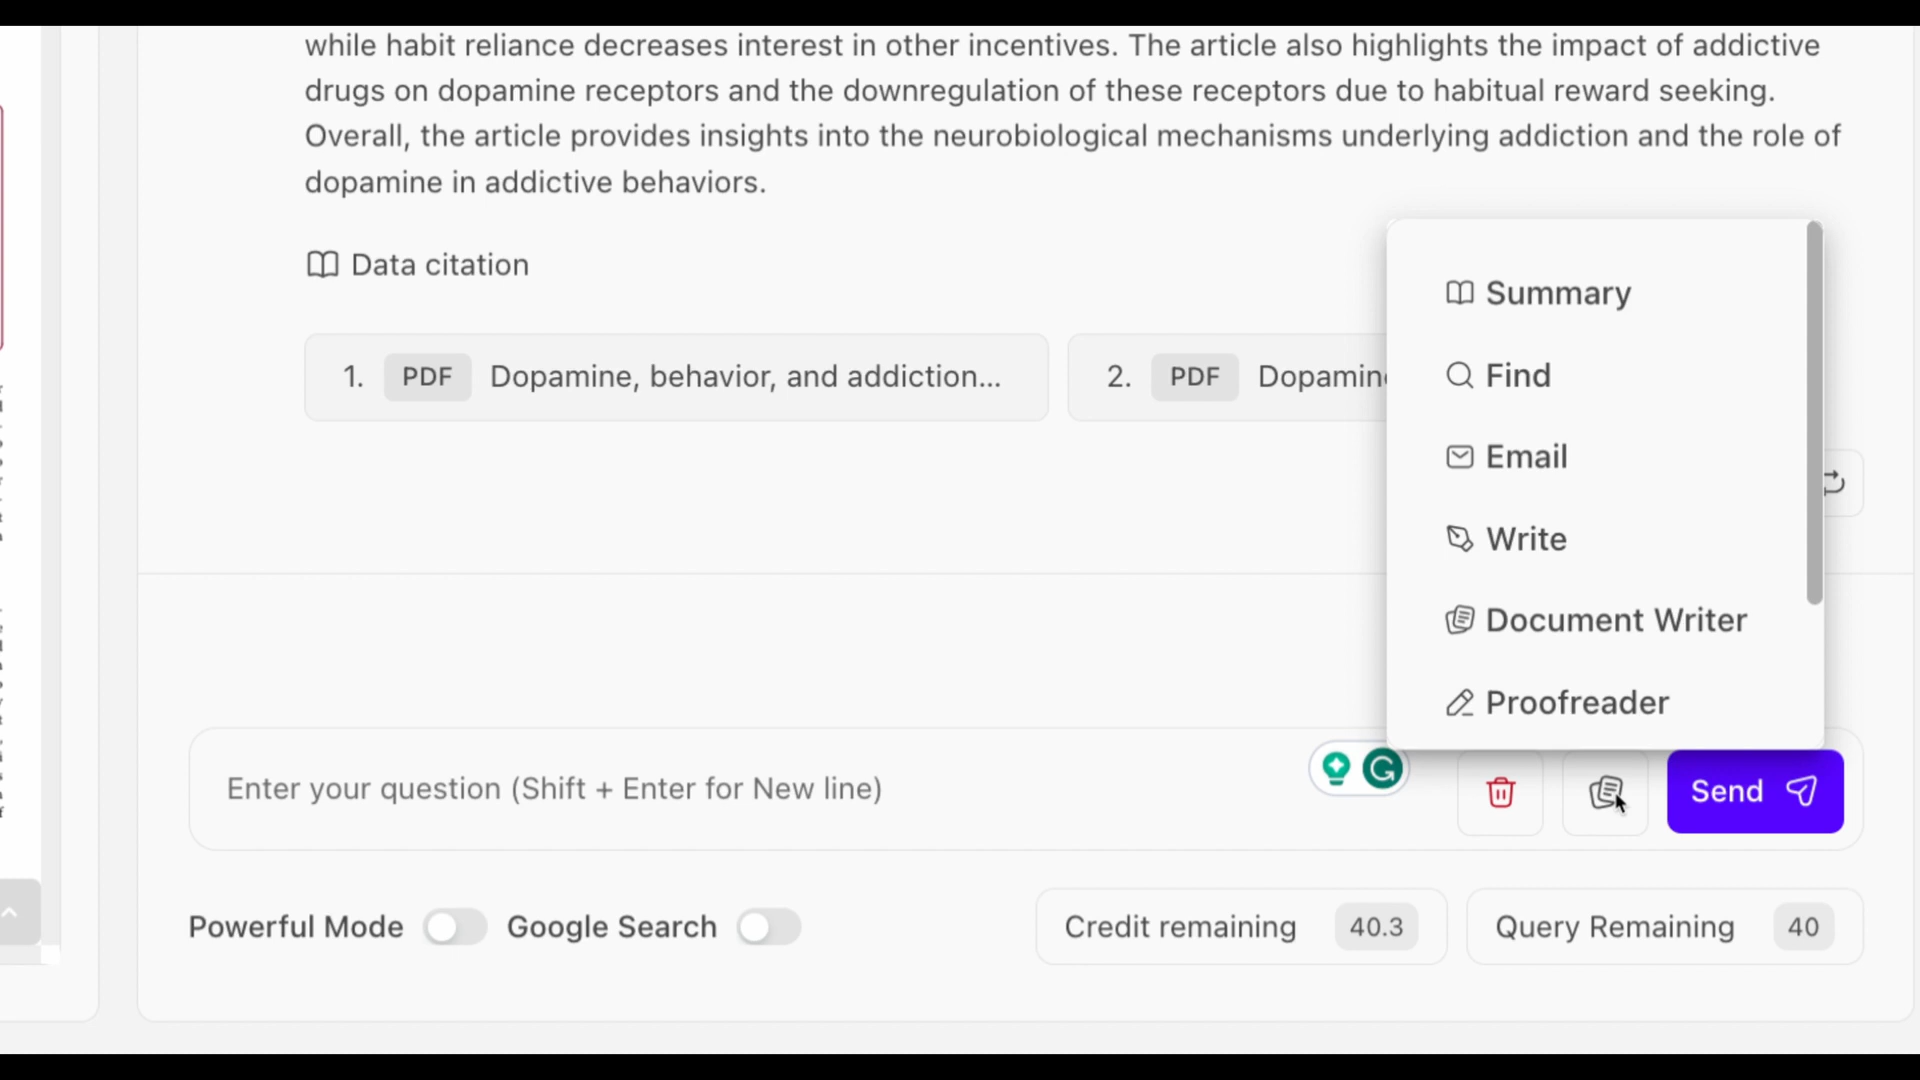 while habit reliance decreases interest in other incentives. The article also highlights the impact of addictive
drugs on dopamine receptors and the downregulation of these receptors due to habitual reward seeking.
Overall, the article provides insights into the neurobiological mechanisms underlying addiction and the role of
dopamine in addictive behaviors.
Data citation
1. PDF Dopamine, behavior, and addiction...
2. PDF
Summary
Find
Email
Write
Document Writer
Proofreader
Enter your question (Shift + Enter for New line)
Send
Powerful Mode
Google Search
Credit remaining 40.3
Query Remaining 40